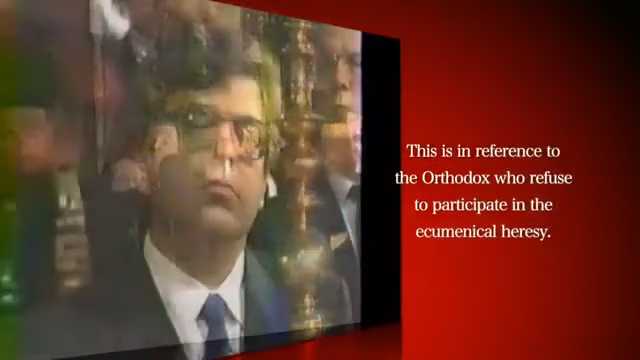 This is in reference to
the Orthodox who refuse
to participate in the
ecumenical heresy.